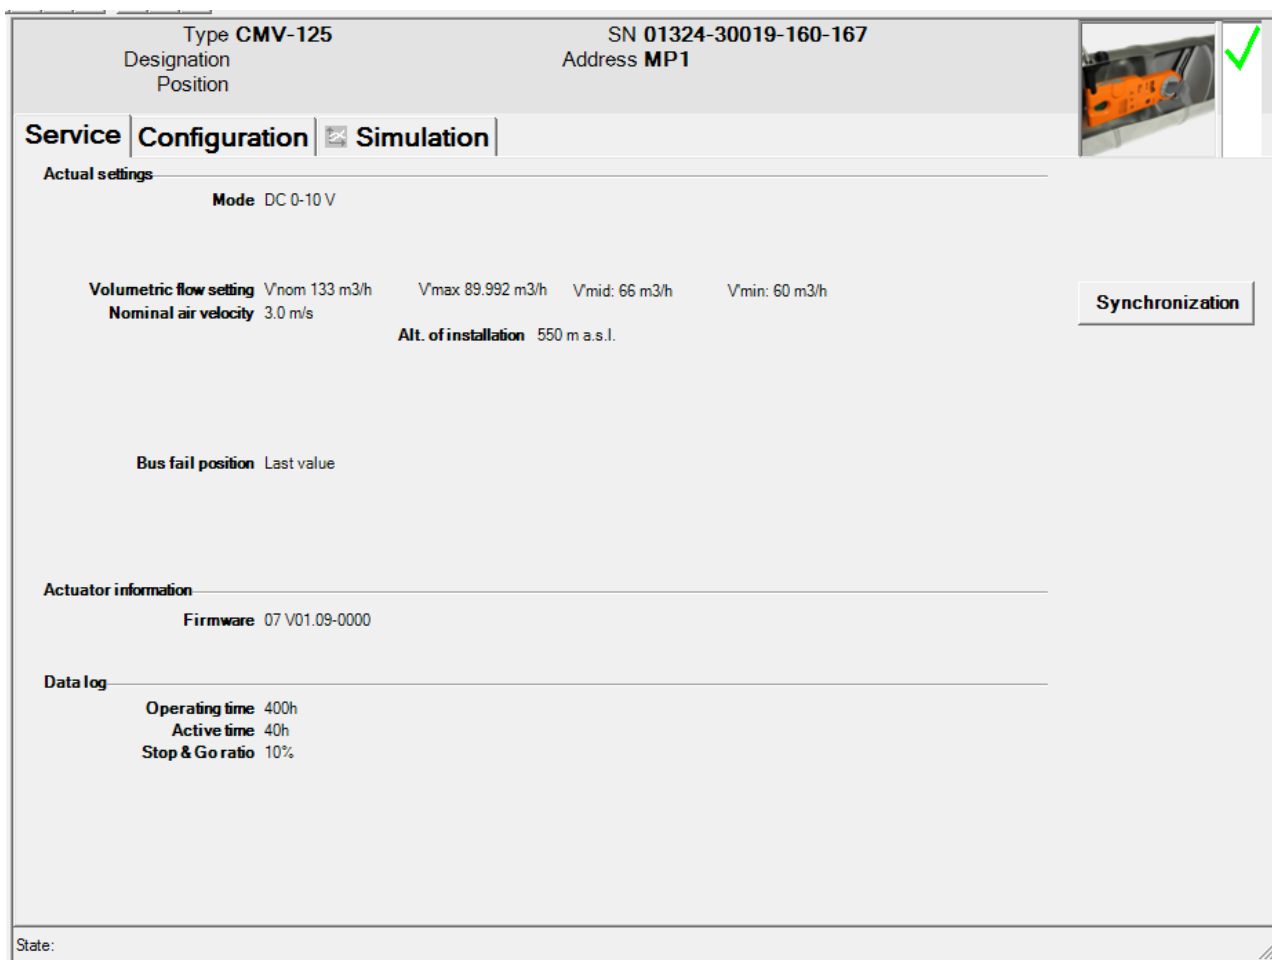 Type CMV-125 SN 01324-30019-160-167
Designation Address MP1
Position
Service Configuration Simulation
Actual settings
Mode DC 0-10 V
Volumetric flow setting V'nom 133 m3/h V'max 89.992 m3/h V'mid: 66 m3/h V'min: 60 m3/h
Synchronization
Nominal air velocity 3.0 m/s
Alt. of installation 550 m a.s.l.
Bus fail position Last value
Actuator information
Firmware 07 V01.09-0000
Data log
Operating time 400h
Active time 40h
Stop & Go ratio 10%
State: